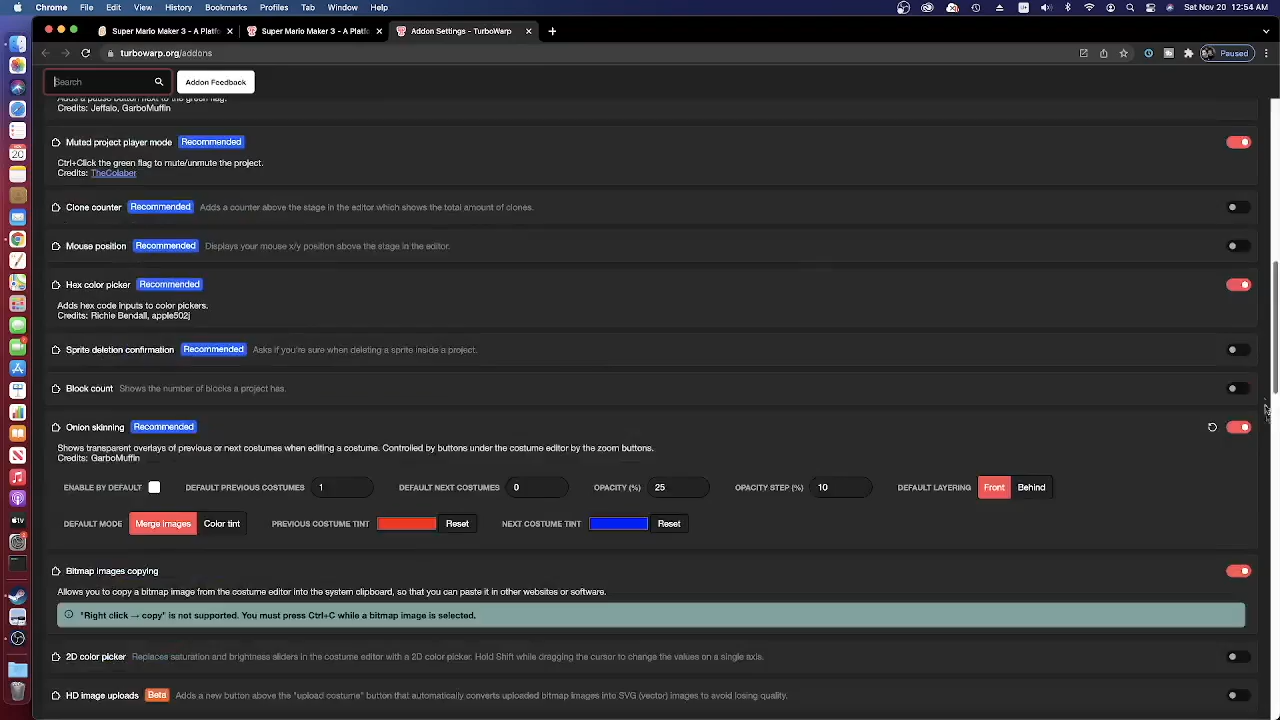 Chrome File Edit View History Bookmarks Profiles Tab Window Help Sat Nov 20 12:54 AM
Super Mario Maker 3 - A Platfo Super Mario Maker 3 - A Platfo Addon Settings - TurboWarp
turbowarp.org/addons Paused
Search Addon Feedback
Adds a pause button next to the green flag.
Credits: Jeffalo, GarboMuffin
Muted project player mode Recommended
Ctrl+Click the green flag to mute/unmute the project.
Credits: TheColaber
Clone counter Recommended Adds a counter above the stage in the editor which shows the total amount of clones.
Mouse position Recommended Displays your mouse x/y position above the stage in the editor.
Hex color picker Recommended
Adds hex code inputs to color pickers.
Credits: Richie Bendall, apple502j
Sprite deletion confirmation Recommended Asks if you're sure when deleting a sprite inside a project.
Block count Shows the number of blocks a project has.
Onion skinning Recommended
Shows transparent overlays of previous or next costumes when editing a costume. Controlled by buttons under the costume editor by the zoom buttons.
Credits: GarboMuffin
ENABLE BY DEFAULT DEFAULT PREVIOUS COSTUMES 1 DEFAULT NEXT COSTUMES 0 OPACITY (%) 25 OPACITY STEP (%) 10 DEFAULT LAYERING Front Behind
DEFAULT MODE Merge images Color tint PREVIOUS COSTUME TINT Reset NEXT COSTUME TINT Reset
Bitmap images copying
Allows you to copy a bitmap image from the costume editor into the system clipboard, so that you can paste it in other websites or software.
"Right click → copy" is not supported. You must press Ctrl+C while a bitmap image is selected.
2D color picker Replaces saturation and brightness sliders in the costume editor with a 2D color picker. Hold Shift while dragging the cursor to change the values on a single axis.
HD image uploads Beta Adds a new button above the "upload costume" button that automatically converts uploaded bitmap images into SVG (vector) images to avoid losing quality.